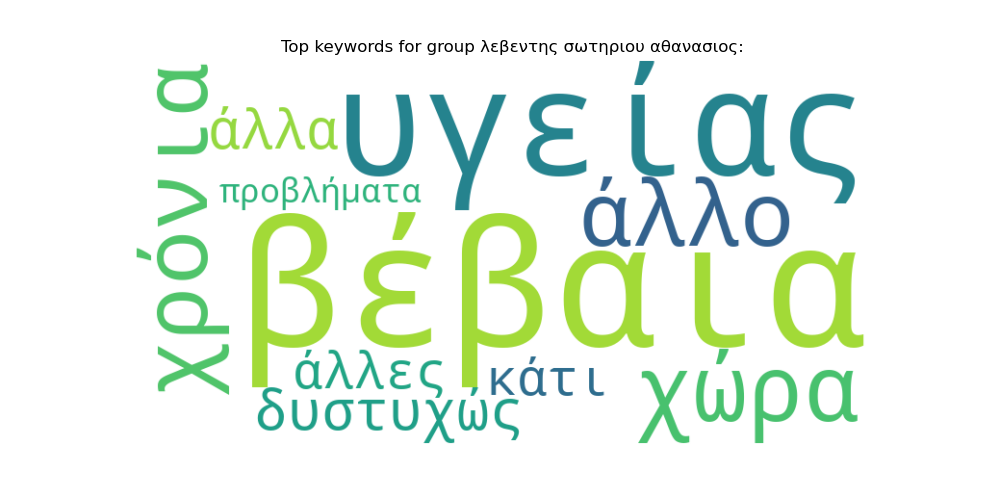 Top keywords for group λεβεντης σωτηριου αθανασιος:
χρόνια
άλλα
υγείας
προβλήματα
άλλο
βέβαια
άλλες
κάτι
χώρα
δυστυχώς